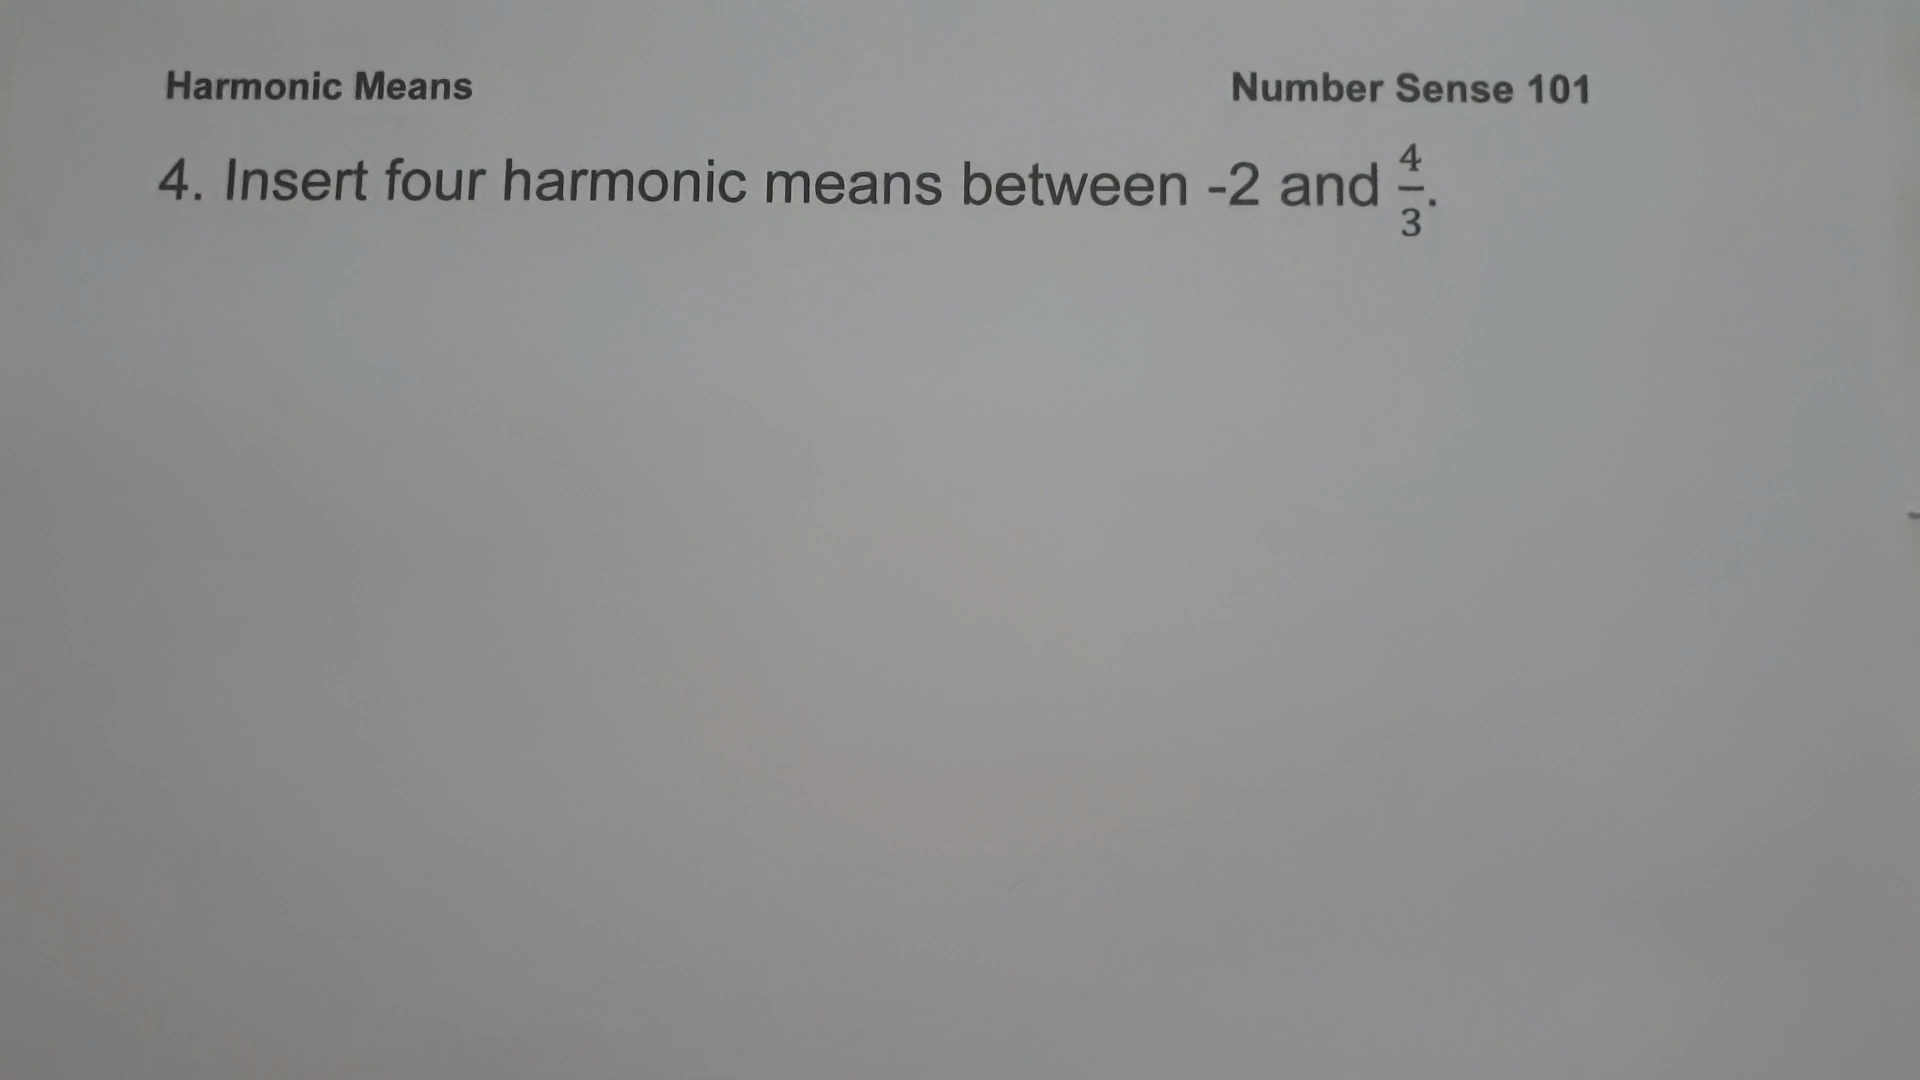 Harmonic Means Number Sense 101
4. Insert four harmonic means between -2 and 4/3.